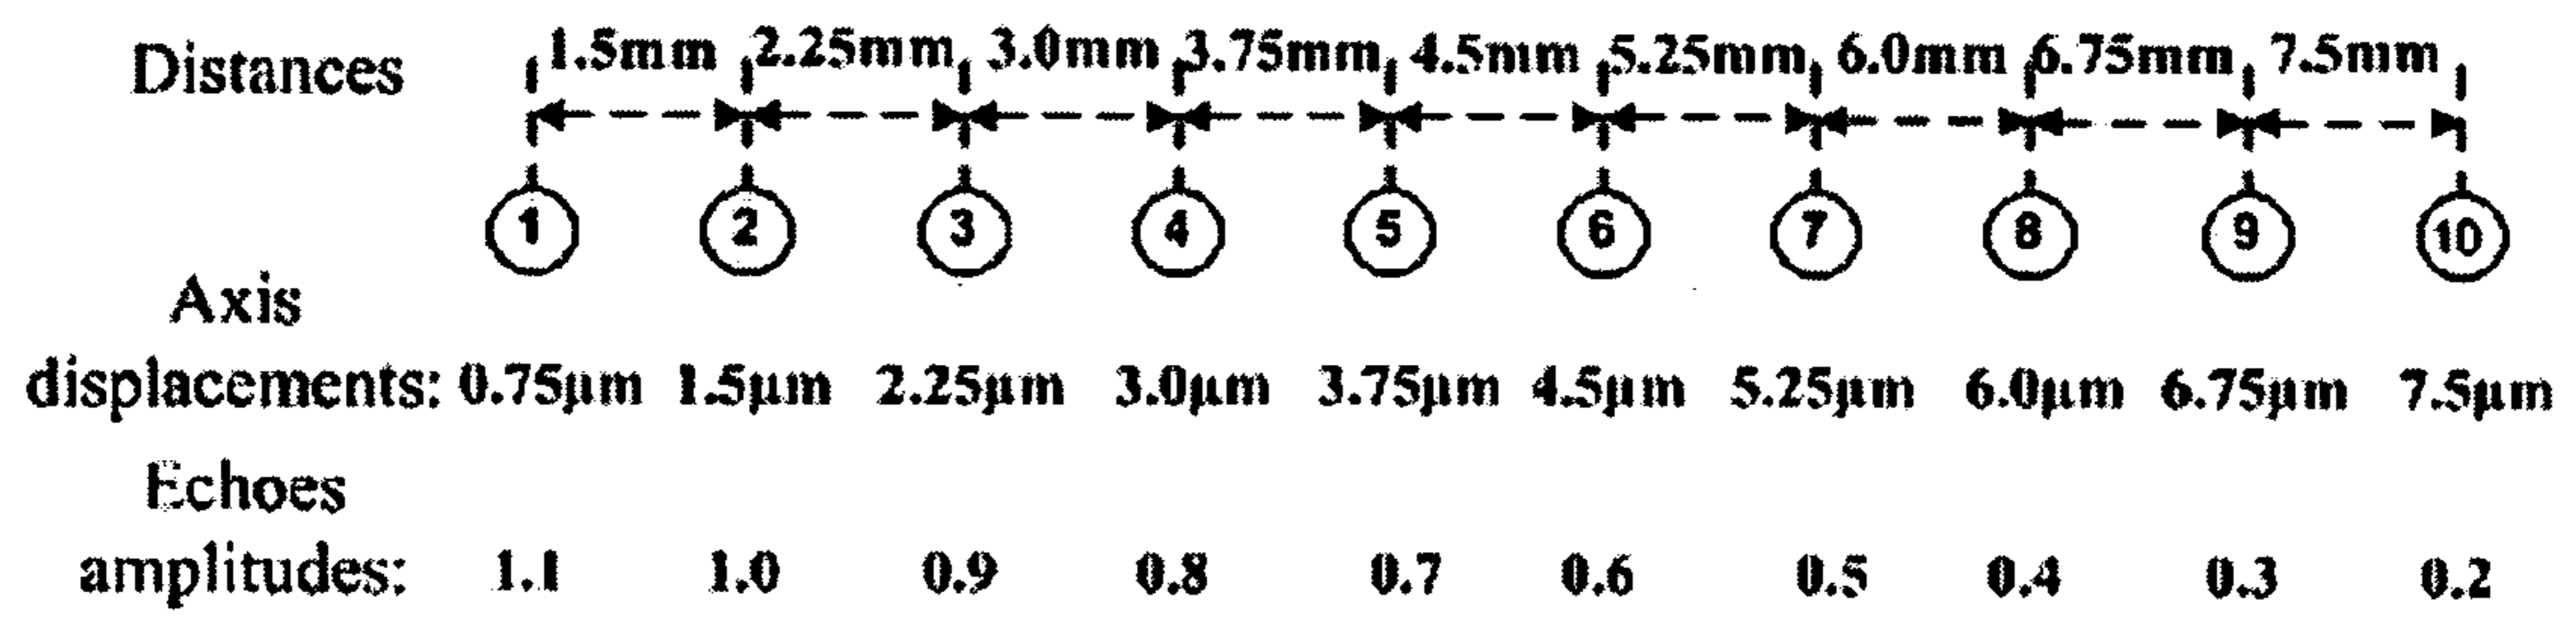 Distances 1.5mm 2.25mm 3.0mm 3.75mm 4.5mm 5.25mm 6.0mm 6.75mm 7.5mm
1 2 3 4 5 6 7 8 9 10
Axis
displacements: 0.75µm 1.5µm 2.25µm 3.0µm 3.75µm 4.5µm 5.25µm 6.0µm 6.75µm 7.5µm
Echoes
amplitudes: 1.1 1.0 0.9 0.8 0.7 0.6 0.5 0.4 0.3 0.2